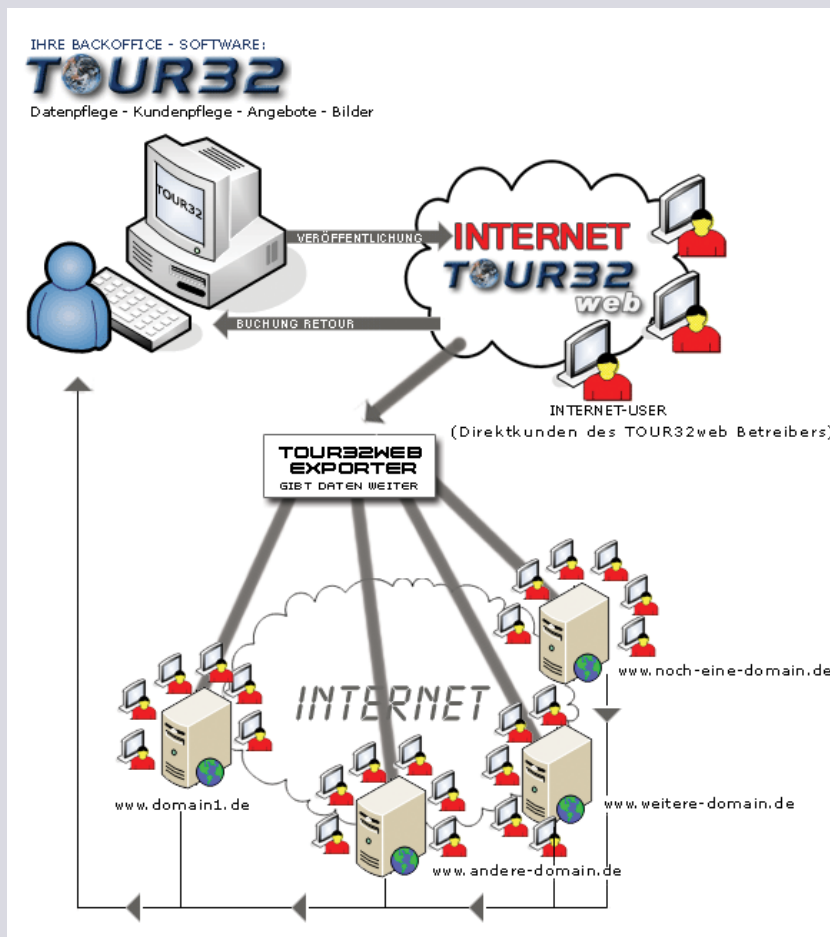 IHRE BACKOFFICE - SOFTWARE:
TOUR32
Datenpflege - Kundenpflege - Angebote - Bilder
TOUR32
VERÖFFENTLICHUNG
INTERNET
TOUR32
web
BUCHUNG RETOUR
INTERNET-USER
(Direktkunden des TOUR32web Betreibers)
TOUR32WEB
EXPORTER
GIBT DATEN WEITER
www.noch-eine-domain.de
INTERNET
www.domain1.de
www.weitere-domain.de
www.andere-domain.de